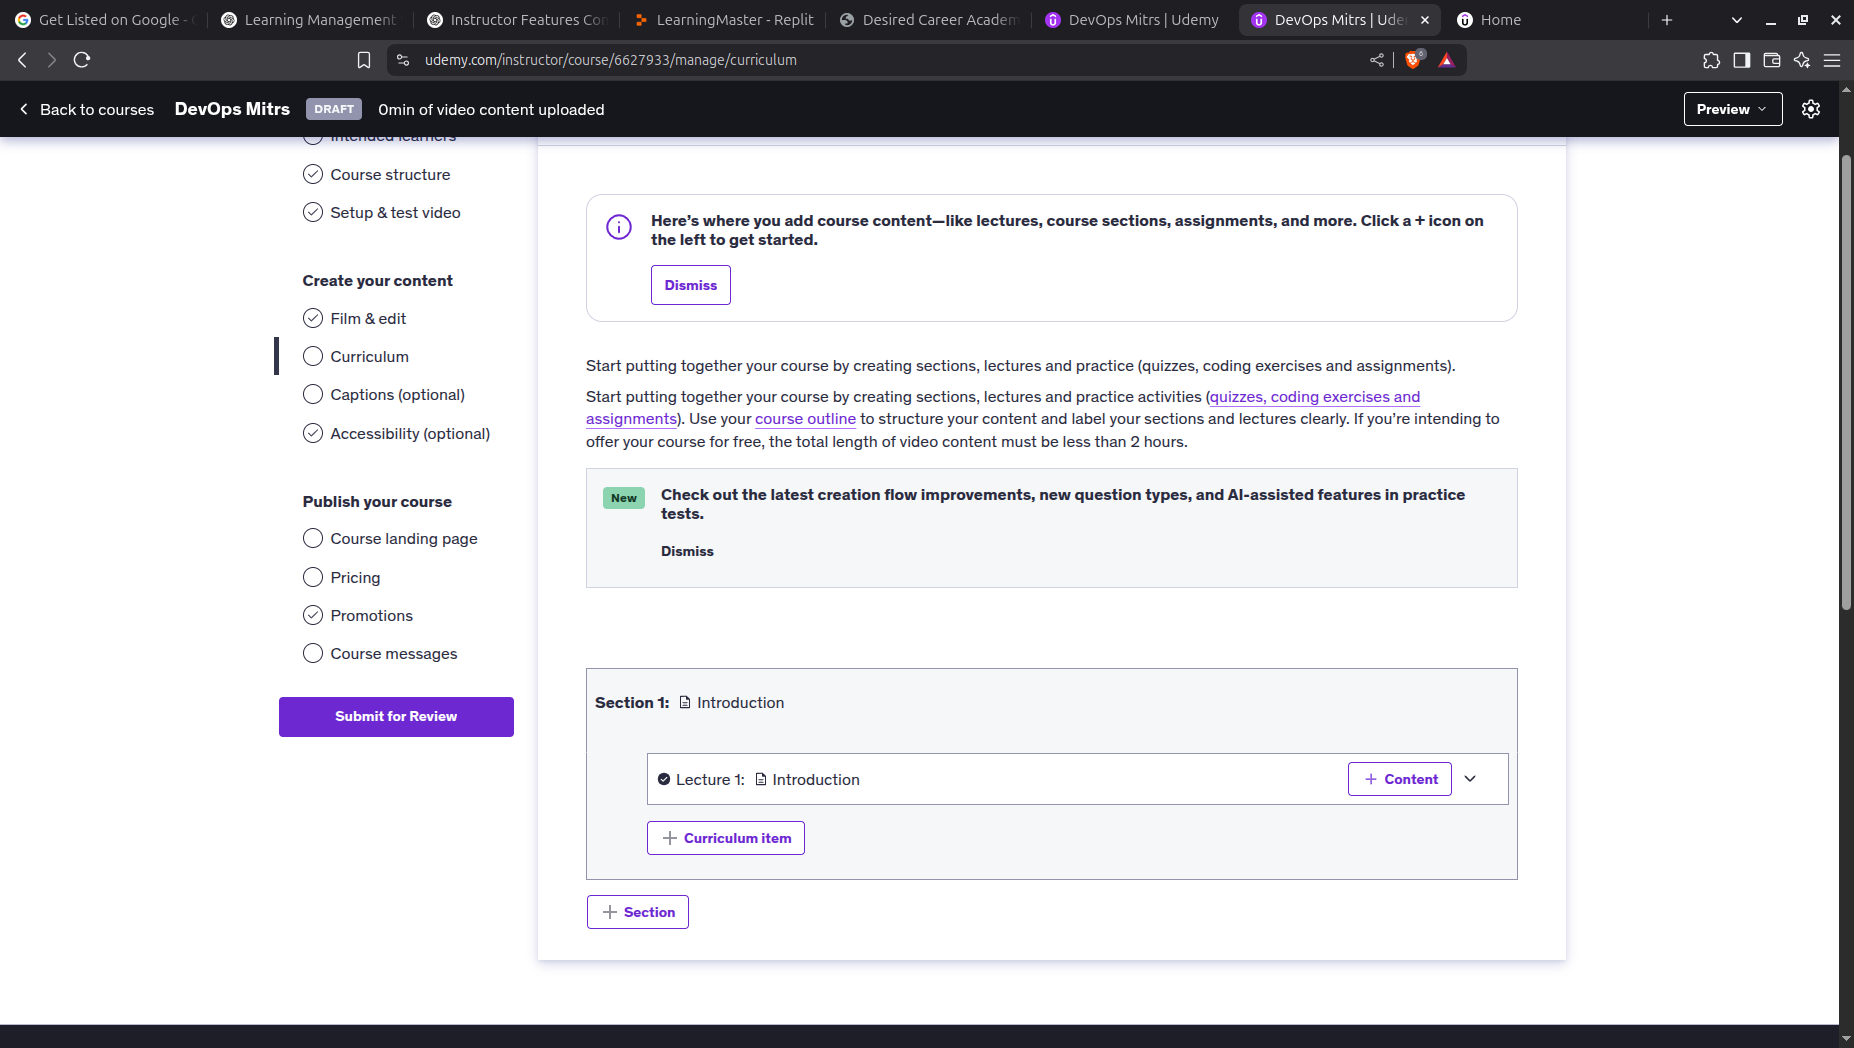 Get Listed on Google -
Learning Management
Instructor Features Con
LearningMaster - Replit
Desired Career Academ
DevOps Mitrs | Udemy
DevOps Mitrs | Ude
Home
udemy.com/instructor/course/6627933/manage/curriculum
6
Back to courses
DevOps Mitrs
DRAFT
0min of video content uploaded
Preview
Intended learners
Course structure
Setup & test video
Create your content
Film & edit
Curriculum
Captions (optional)
Accessibility (optional)
Publish your course
Course landing page
Pricing
Promotions
Course messages
Submit for Review
Here’s where you add course content—like lectures, course sections, assignments, and more. Click a + icon on
the left to get started.
Dismiss
Start putting together your course by creating sections, lectures and practice (quizzes, coding exercises and assignments).
Start putting together your course by creating sections, lectures and practice activities (quizzes, coding exercises and
assignments). Use your course outline to structure your content and label your sections and lectures clearly. If you’re intending to
offer your course for free, the total length of video content must be less than 2 hours.
New
Check out the latest creation flow improvements, new question types, and AI-assisted features in practice
tests.
Dismiss
Section 1: Introduction
Lecture 1: Introduction
+ Content
+ Curriculum item
+ Section